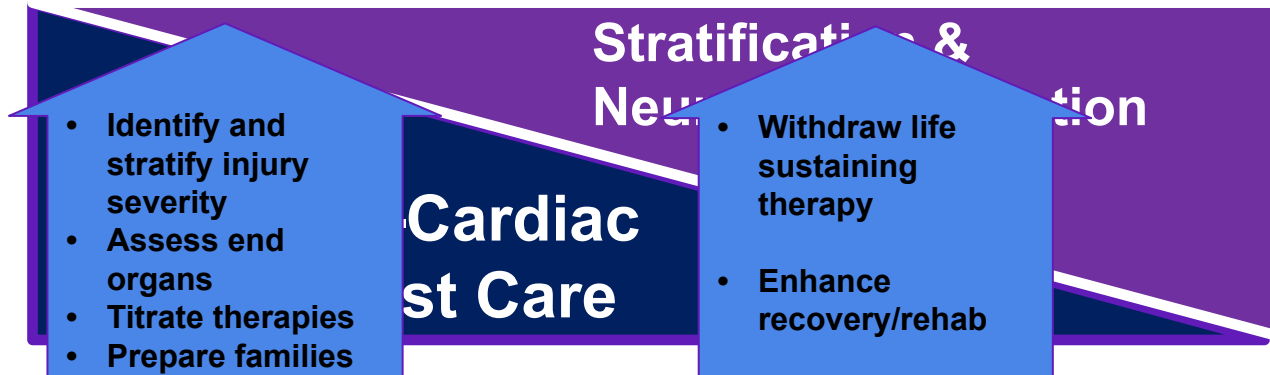 Stratification &
Neu tion
• Identify and
stratify injury
severity
• Assess end
organs
• Titrate therapies
• Prepare families
• Withdraw life
sustaining
therapy
• Enhance
recovery/rehab
-Cardiac
st Care